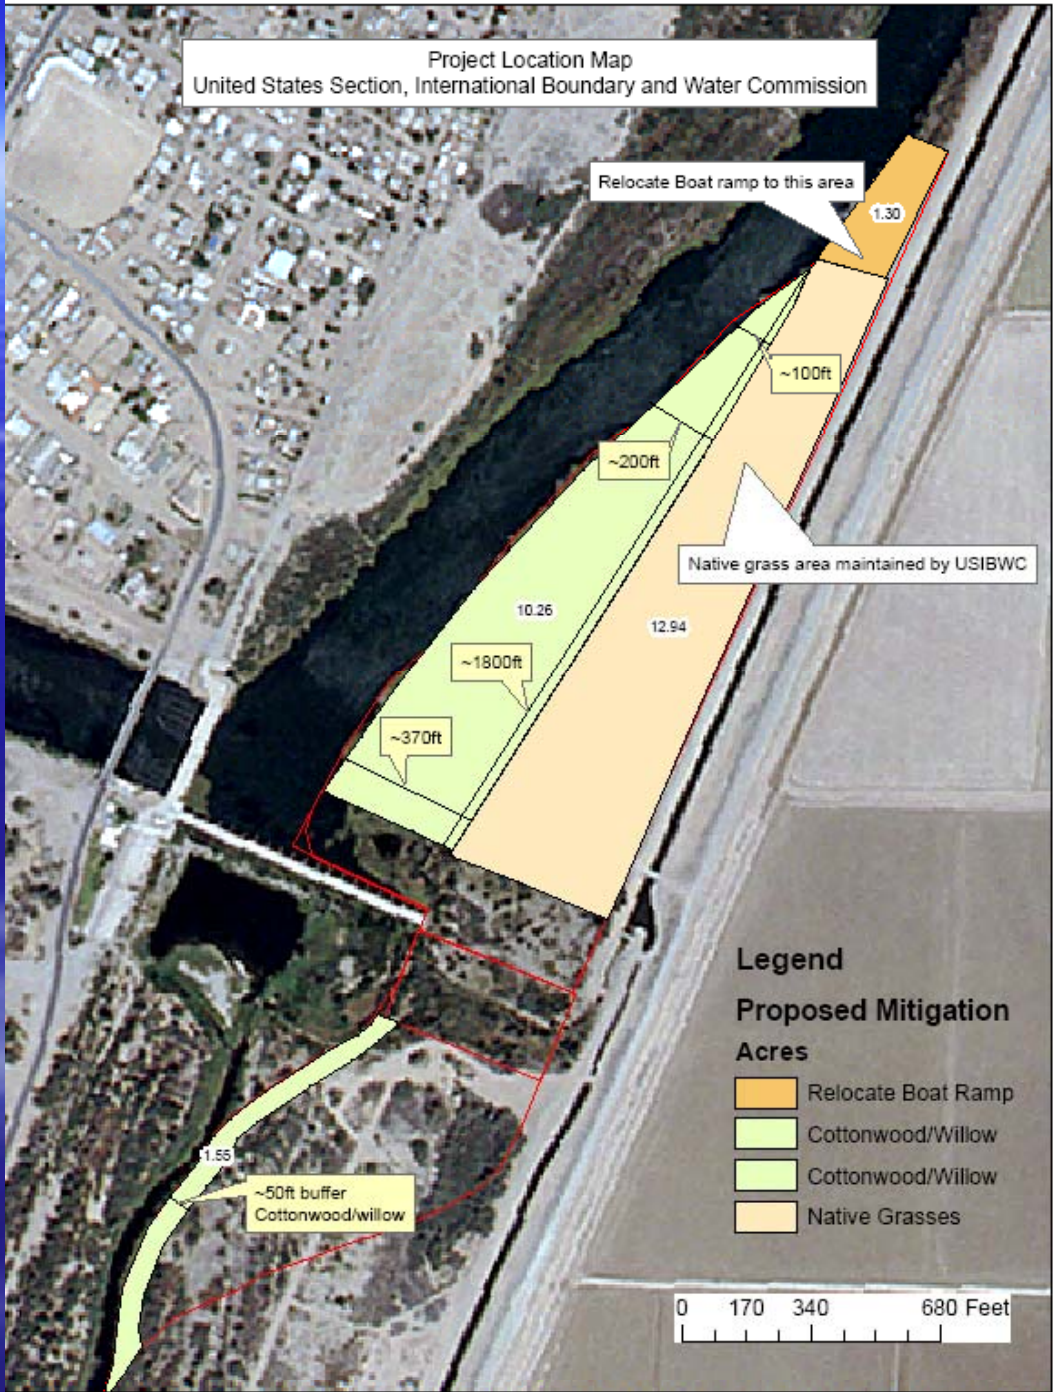 Project Location Map
United States Section, International Boundary and Water Commission
Relocate Boat ramp to this area
1.30
~100ft
~200ft
Native grass area maintained by USIBWC
10.26
12.94
~1800ft
~370ft
1.55
~50ft buffer
Cottonwood/willow
Legend
Proposed Mitigation
Acres
Relocate Boat Ramp
Cottonwood/Willow
Cottonwood/Willow
Native Grasses
0 170 340 680 Feet